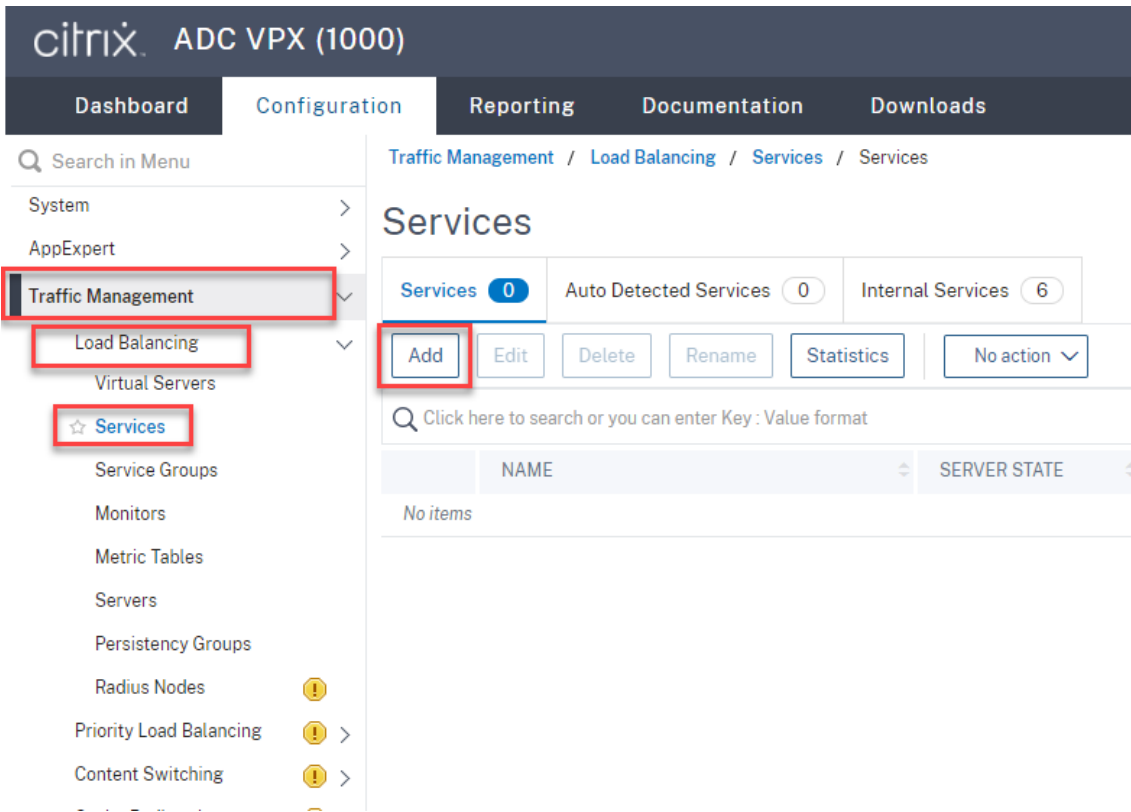 citrix. ADC VPX (1000)
Dashboard Configuration Reporting Documentation Downloads
Search in Menu
System
AppExpert
Traffic Management
Load Balancing
Virtual Servers
Services
Service Groups
Monitors
Metric Tables
Servers
Persistency Groups
Radius Nodes
Priority Load Balancing
Content Switching
Traffic Management / Load Balancing / Services / Services
Services
Services 0 Auto Detected Services 0 Internal Services 6
Add Edit Delete Rename Statistics No action
Click here to search or you can enter Key : Value format
NAME SERVER STATE
No items